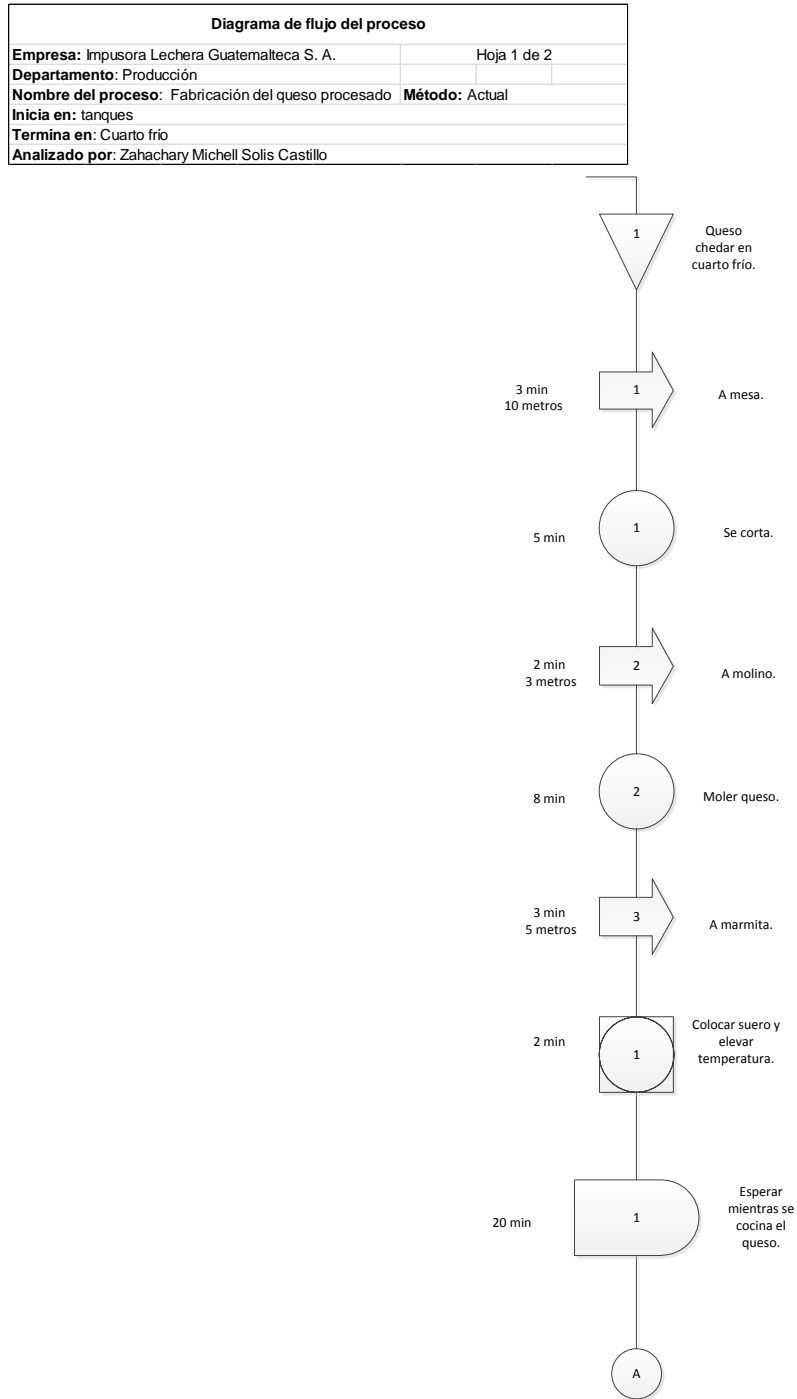 Diagrama de flujo del proceso
Empresa: Impusora Lechera Guatemalteca S. A. Hoja 1 de 2
Departamento: Producción
Nombre del proceso: Fabricación del queso procesado Método: Actual
Inicia en: tanques
Termina en: Cuarto frío
Analizado por: Zahachary Michell Solis Castillo
1
Queso
chedar en
cuarto frío.
3 min
10 metros
1
A mesa.
5 min
1
Se corta.
2 min
3 metros
2
A molino.
8 min
2
Moler queso.
3 min
5 metros
3
A marmita.
2 min
1
Colocar suero y
elevar
temperatura.
20 min
1
Esperar
mientras se
cocina el
queso.
A